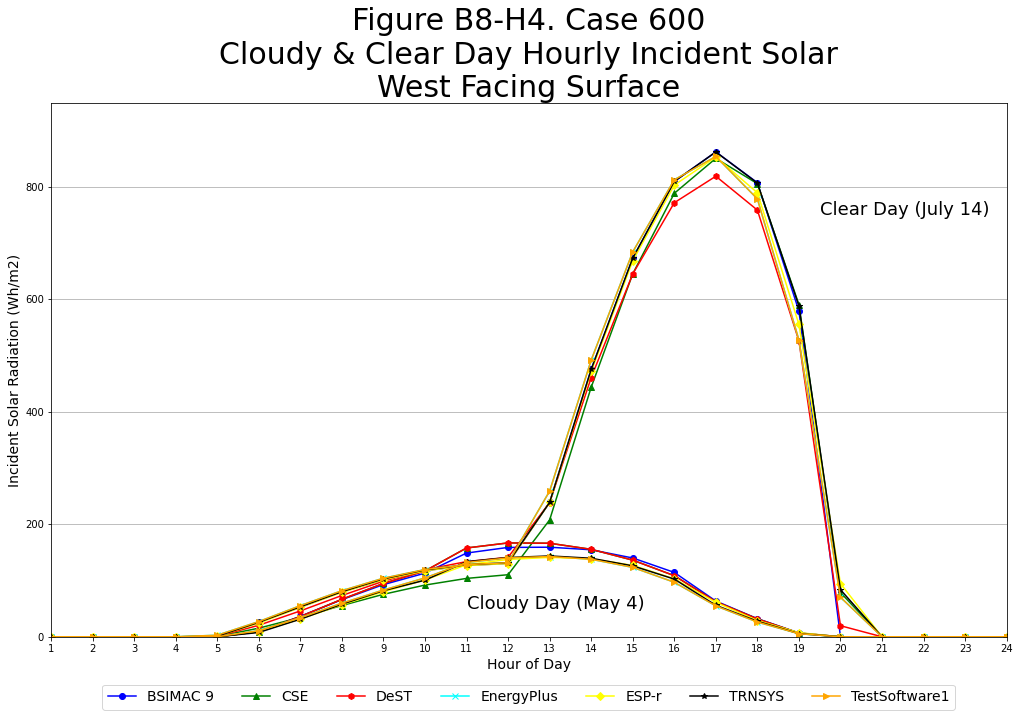 Figure B8-H4. Case 600
Cloudy & Clear Day Hourly Incident Solar
West Facing Surface
Incident Solar Radiation (Wh/m2)
800
600
400
200
0
Clear Day (July 14)
Cloudy Day (May 4)
1 2 3 4 5 6 7 8 9 10 11 12 13 14 15 16 17 18 19 20 21 22 23 24
Hour of Day
BSIMAC 9 CSE DeST EnergyPlus ESP-r TRNSYS TestSoftware1